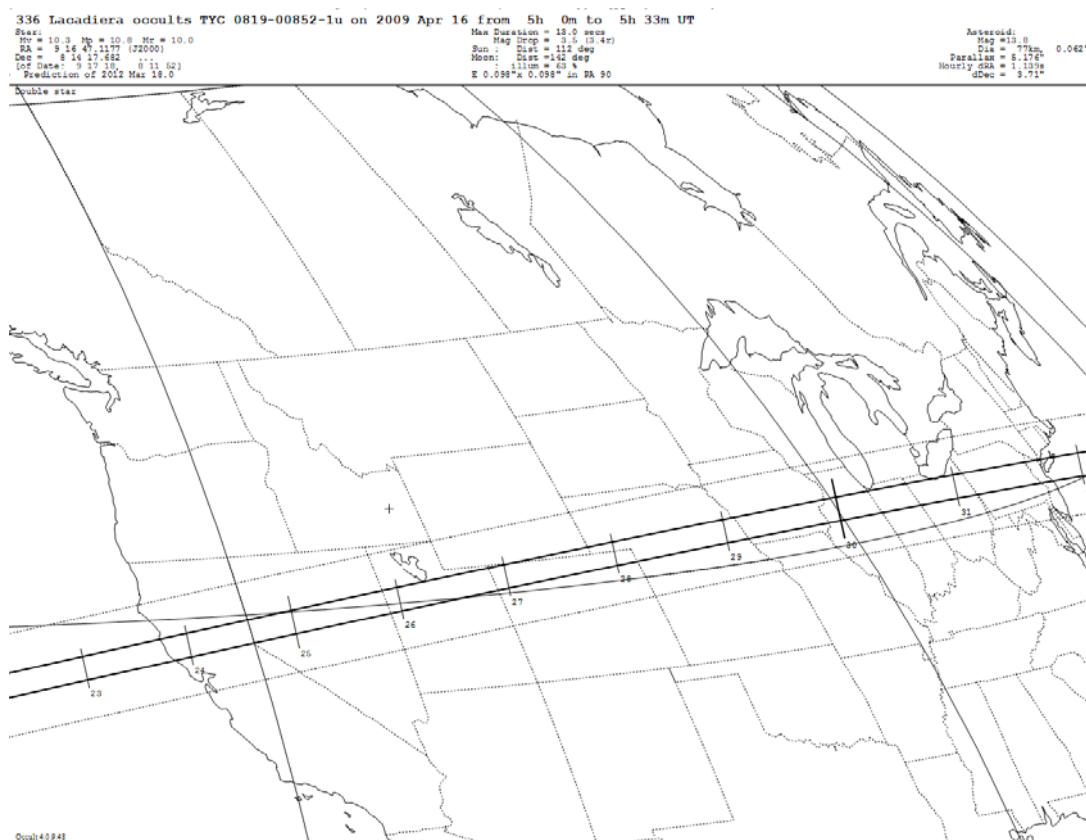 336 Lacadiera occults TYC 0819-00852-1u on 2009 Apr 16 from 5h 0m to 5h 33m UT
Star:
Mv = 10.3 Mp = 10.8 Mr = 10.0
RA = 9 16 47.1177 (J2000)
Dec = 8 14 17.682 ...
[of Date: 9 17 18, 8 11 52]
Prediction of 2012 Mar 18.0
Max Duration = 13.0 secs
Mag Drop = 3.5 (3.4r)
Sun : Dist = 112 deg
Moon: Dist =142 deg
: illum = 63 %
E 0.098"x 0.098" in PA 90
Asteroid:
Mag =13.8
Dia = 77km, 0.062"
Parallax = 5.176"
Hourly dRA = 1.139s
dDec = 3.71"
Double star
31
30
29
28
27
26
25
24
23
Occult 4.0.9.48